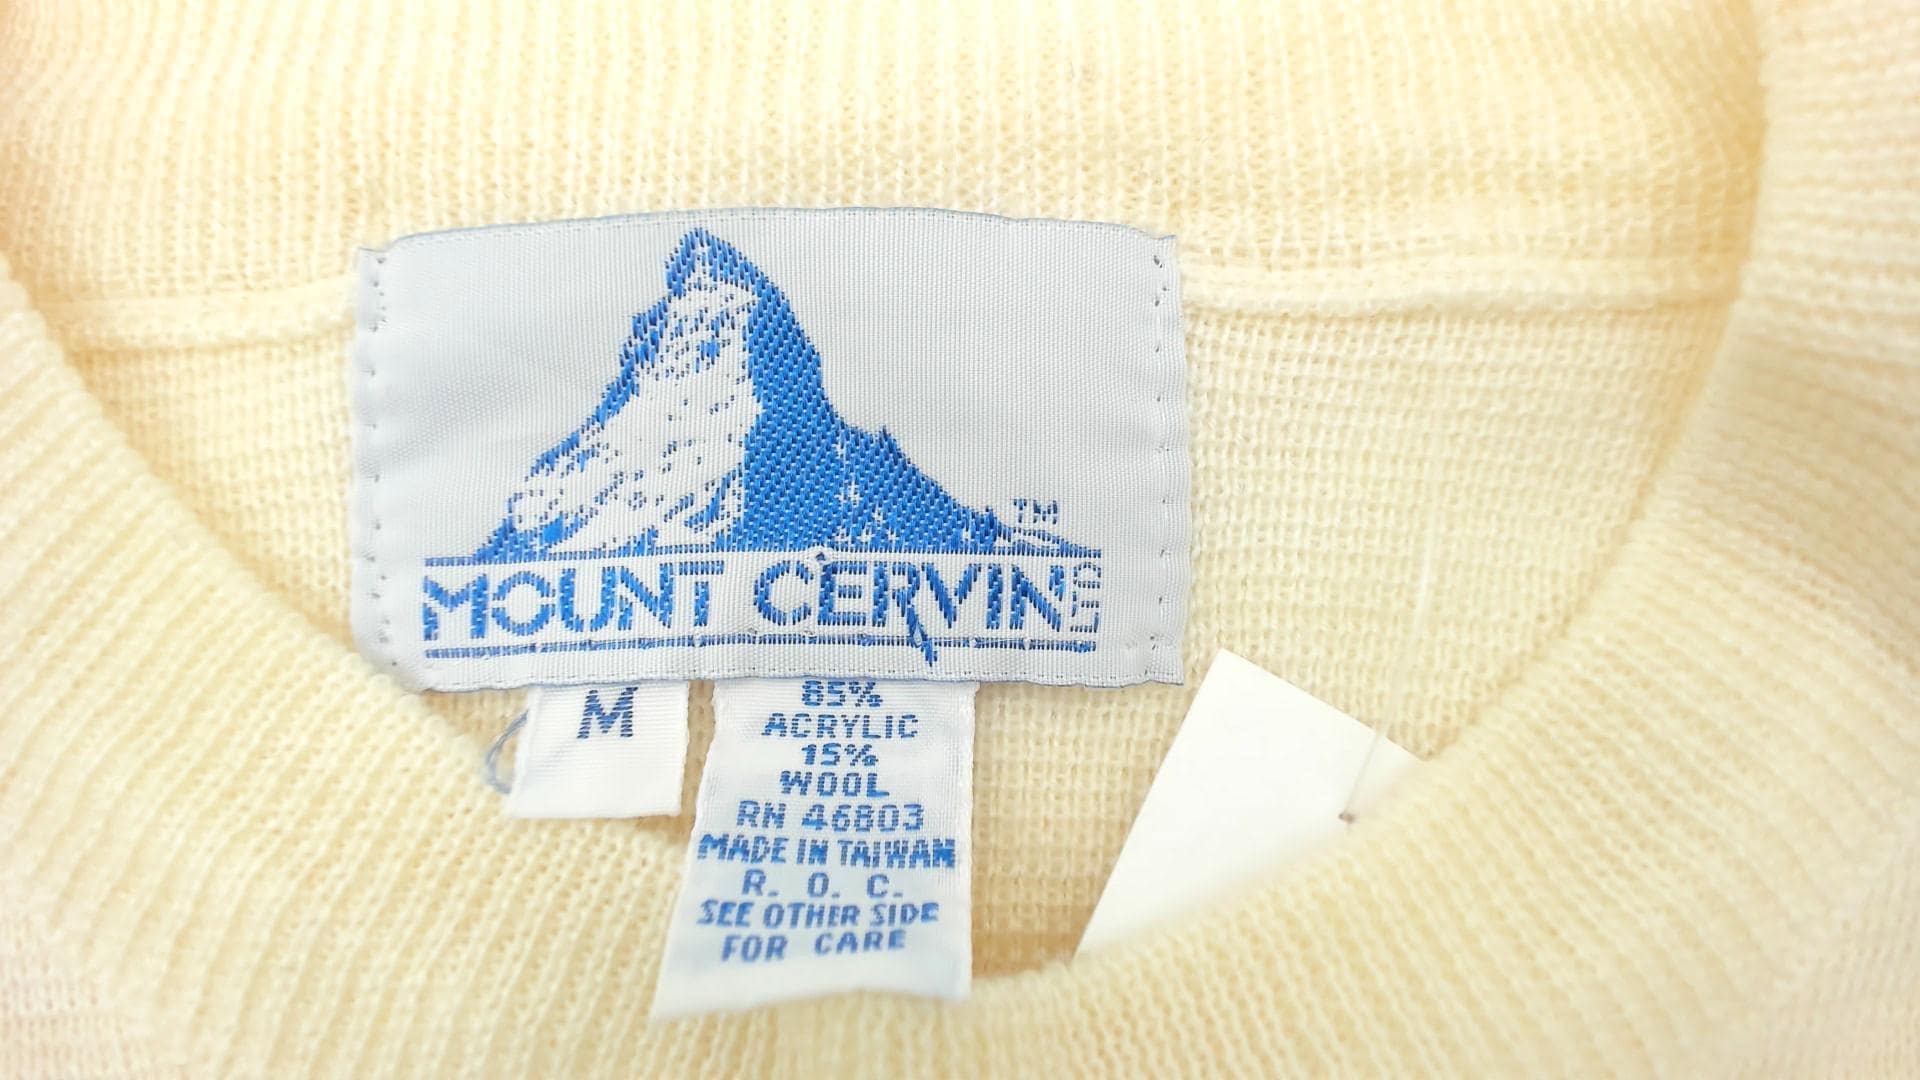 TM
MOUNT CERVIN LTD
M
85%
ACRYLIC
15%
WOOL
RN 46803
MADE IN TAIWAN
R. O. C.
SEE OTHER SIDE
FOR CARE